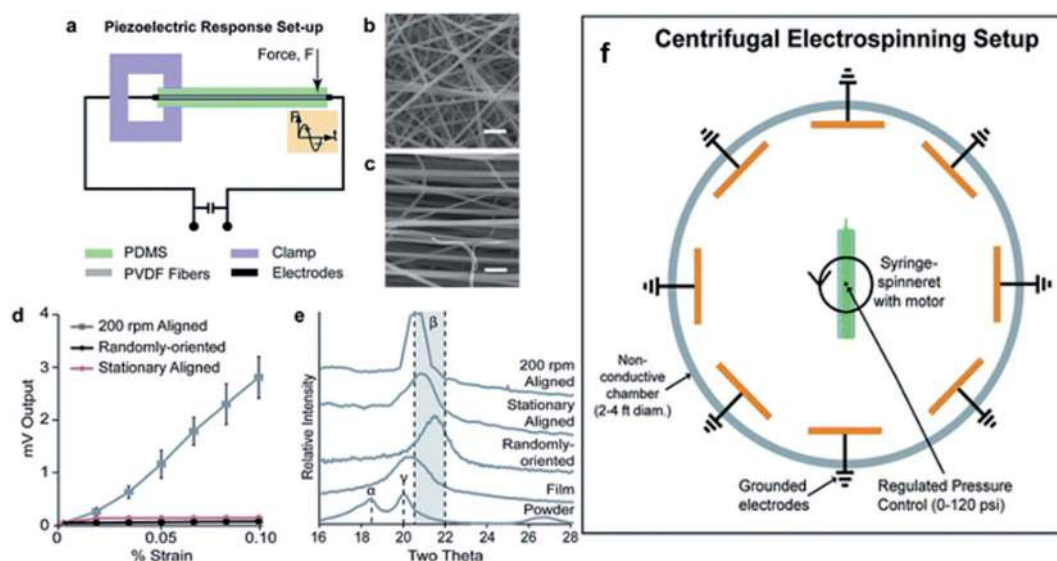 a
Piezoelectric Response Set-up
Force, F
F
t
PDMS
Clamp
PVDF Fibers
Electrodes
b
c
d
4
3
2
1
0
mV Output
200 rpm Aligned
Randomly-oriented
Stationary Aligned
0
0.05
0.10
% Strain
e
β
200 rpm
Aligned
Stationary
Aligned
Randomly-
oriented
Film
Powder
α
γ
Relative Intensity
16
18
20
22
24
26
28
Two Theta
f
Centrifugal Electrospinning Setup
Syringe-
spinneret
with motor
Non-
conductive
chamber
(2-4 ft diam.)
Grounded
electrodes
Regulated Pressure
Control (0-120 psi)